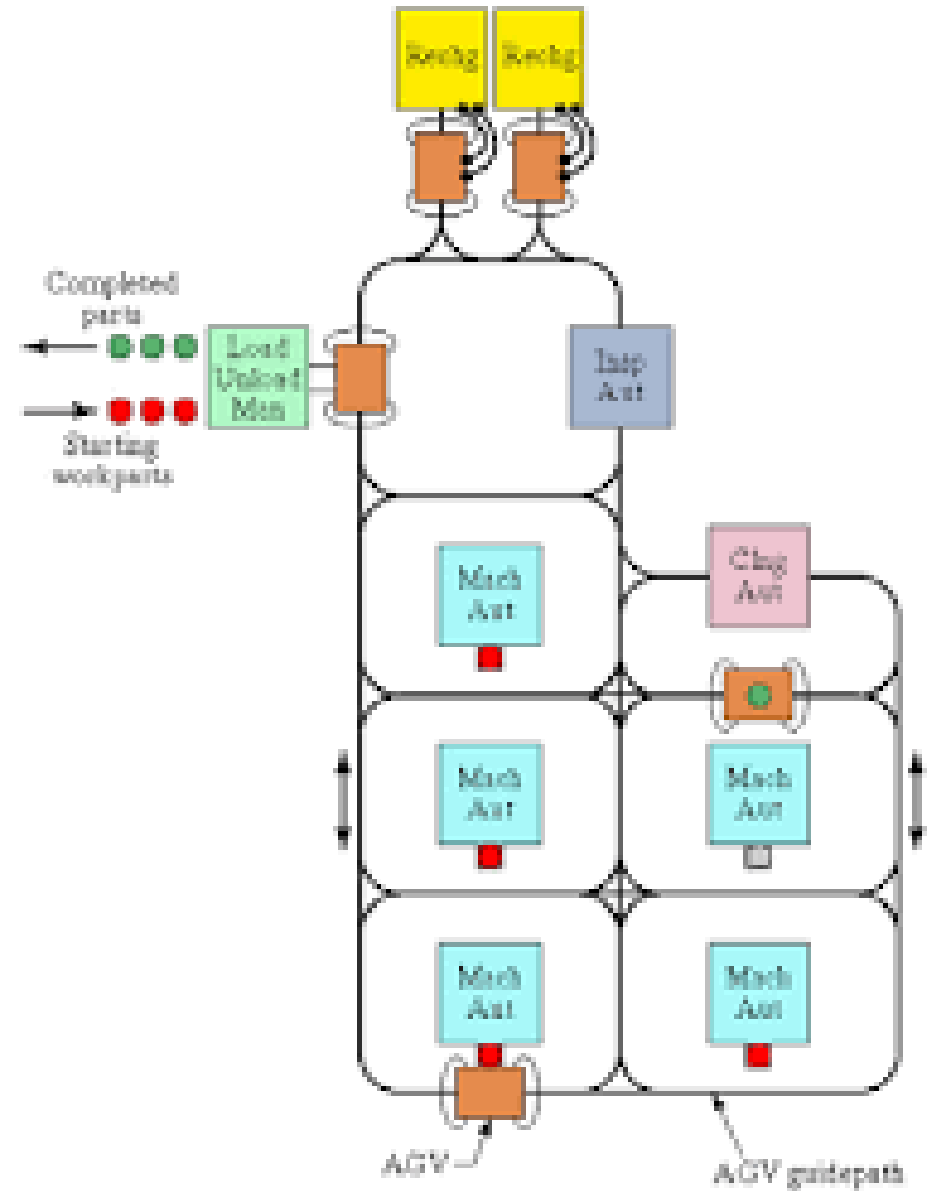 Rechg
Rechg
Completed
parts
Load
Unload
Man
Insp
Aut
Starting
workparts
Clng
Aut
Mach
Aut
Mach
Aut
Mach
Aut
Mach
Aut
Mach
Aut
AGV
AGV guidepath